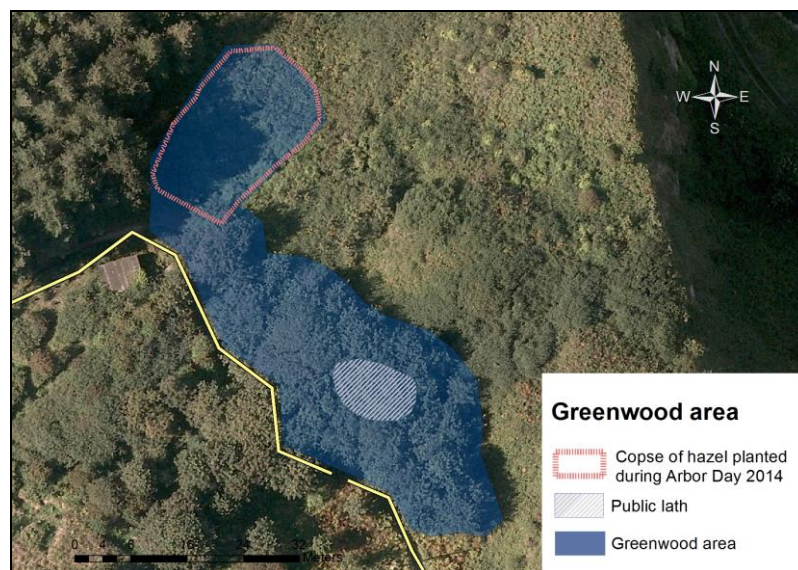 N
W E
S
Greenwood area
Copse of hazel planted
during Arbor Day 2014
Public lath
Greenwood area
0 4 8 16 24 32
Meters